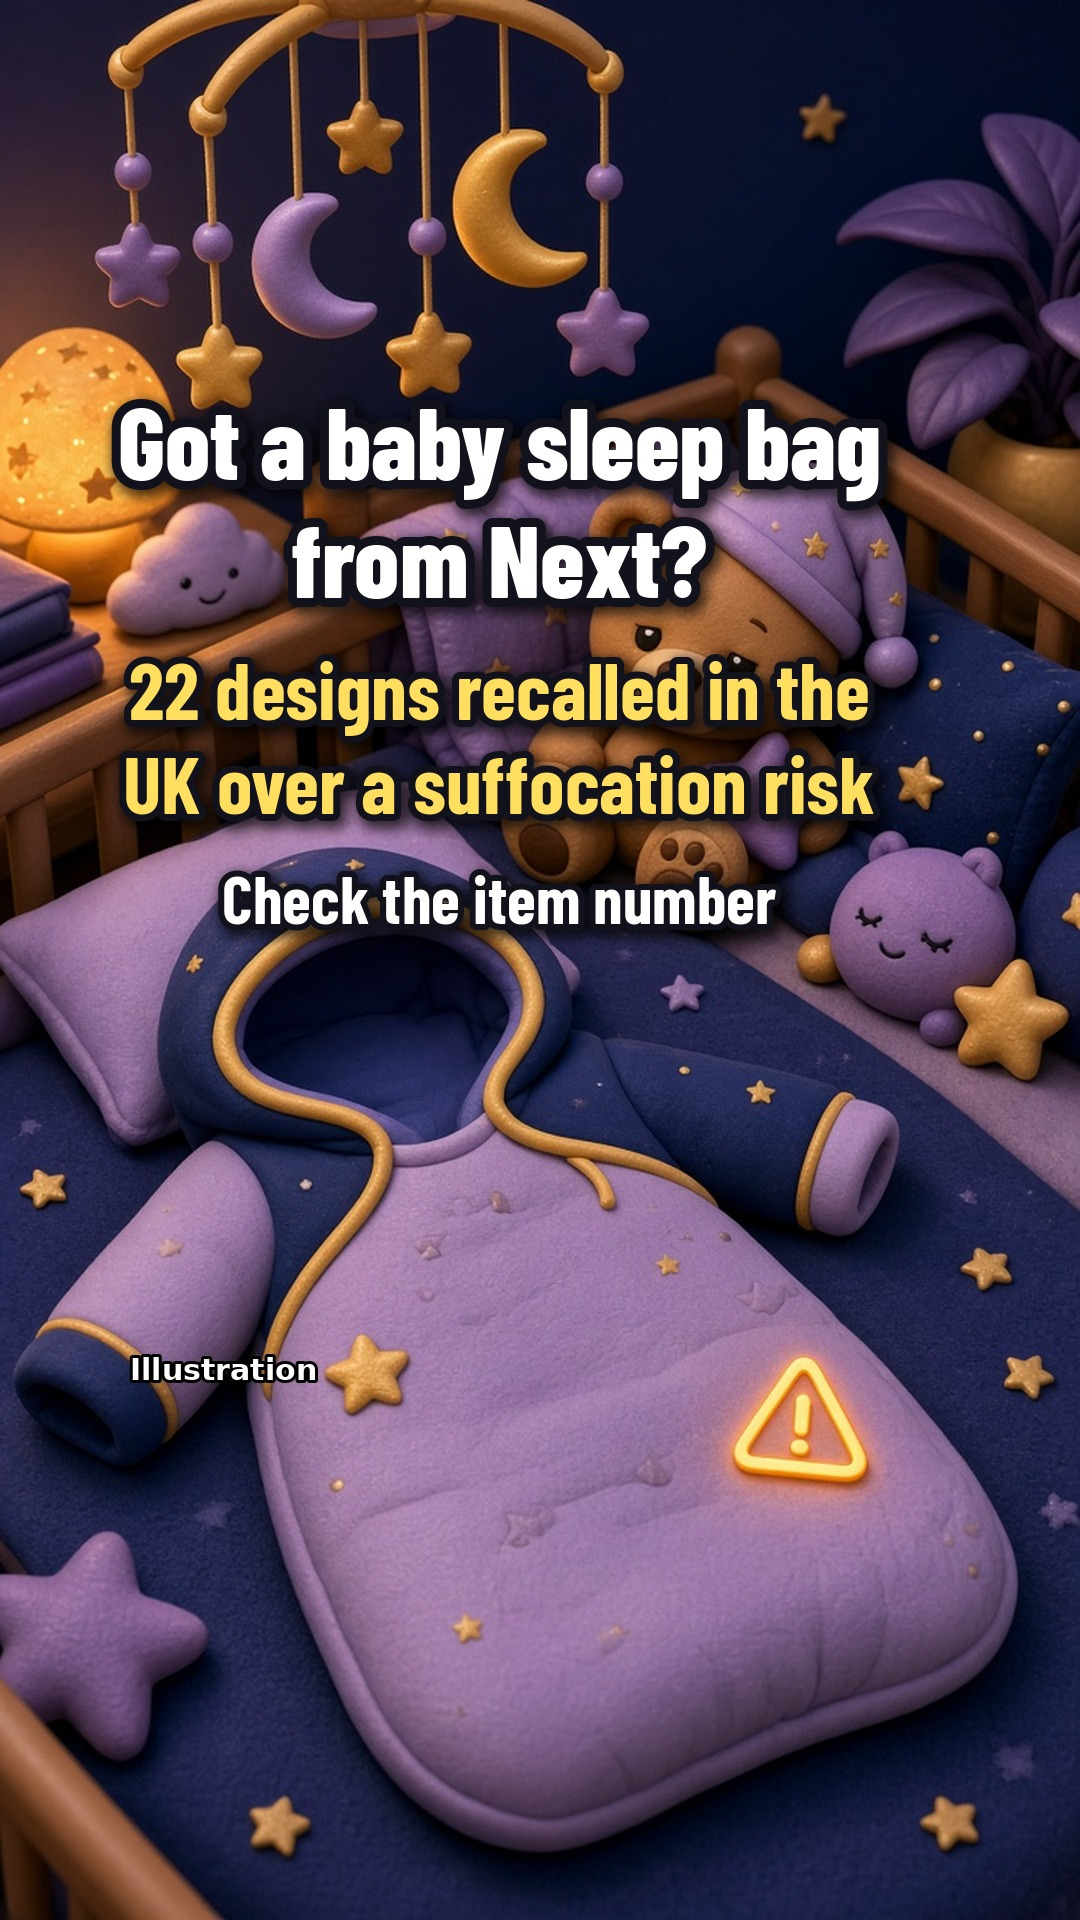 Got a baby sleep bag
from Next?
22 designs recalled in the
UK over a suffocation risk
Check the item number
Illustration